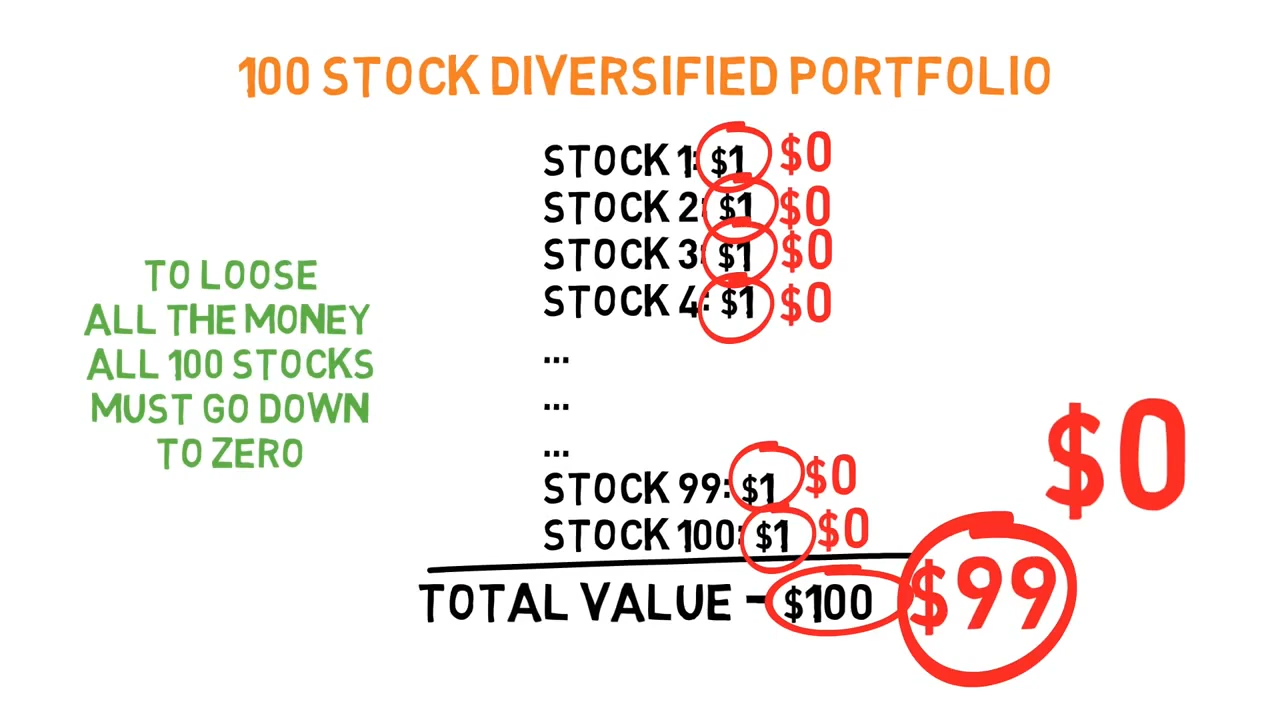 100 STOCK DIVERSIFIED PORTFOLIO
STOCK 1: $1 $0
STOCK 2: $1 $0
STOCK 3: $1 $0
STOCK 4: $1 $0
...
...
...
STOCK 99: $1 $0
STOCK 100: $1 $0
TOTAL VALUE - $100 $99
$0
TO LOOSE
ALL THE MONEY
ALL 100 STOCKS
MUST GO DOWN
TO ZERO